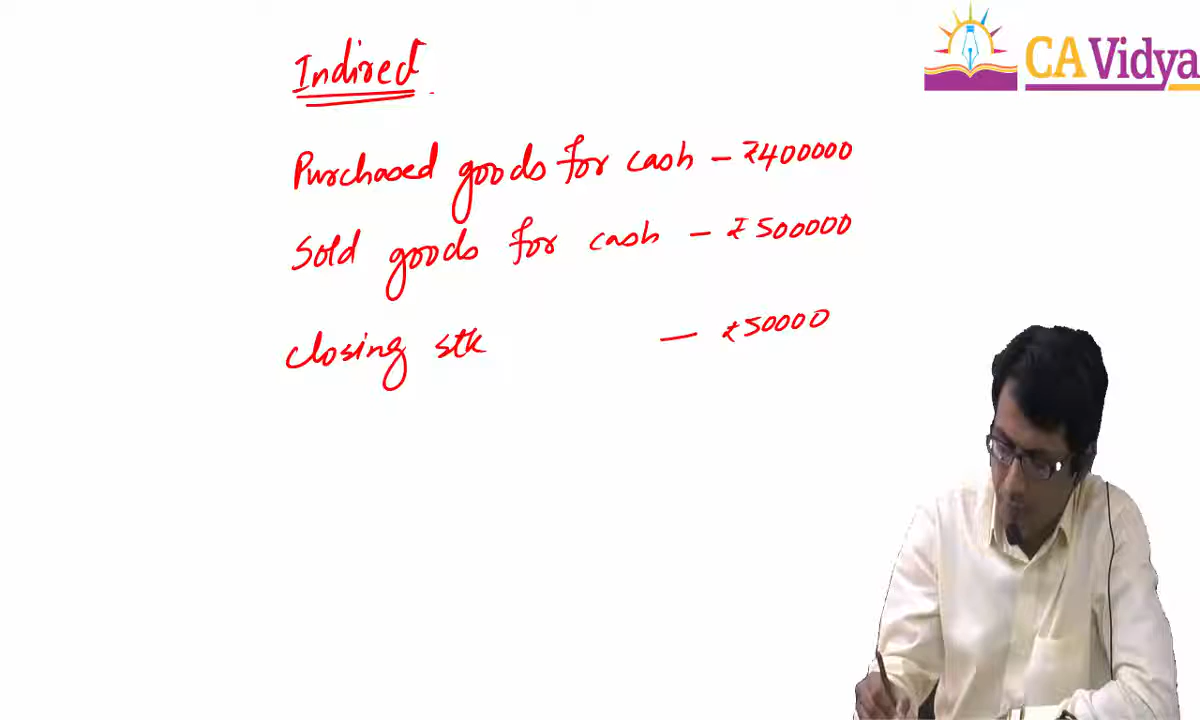 CA Vidya
Indirect
Purchased goods for cash - ₹400000
Sold goods for cash - ₹500000
Closing stk - ₹50000